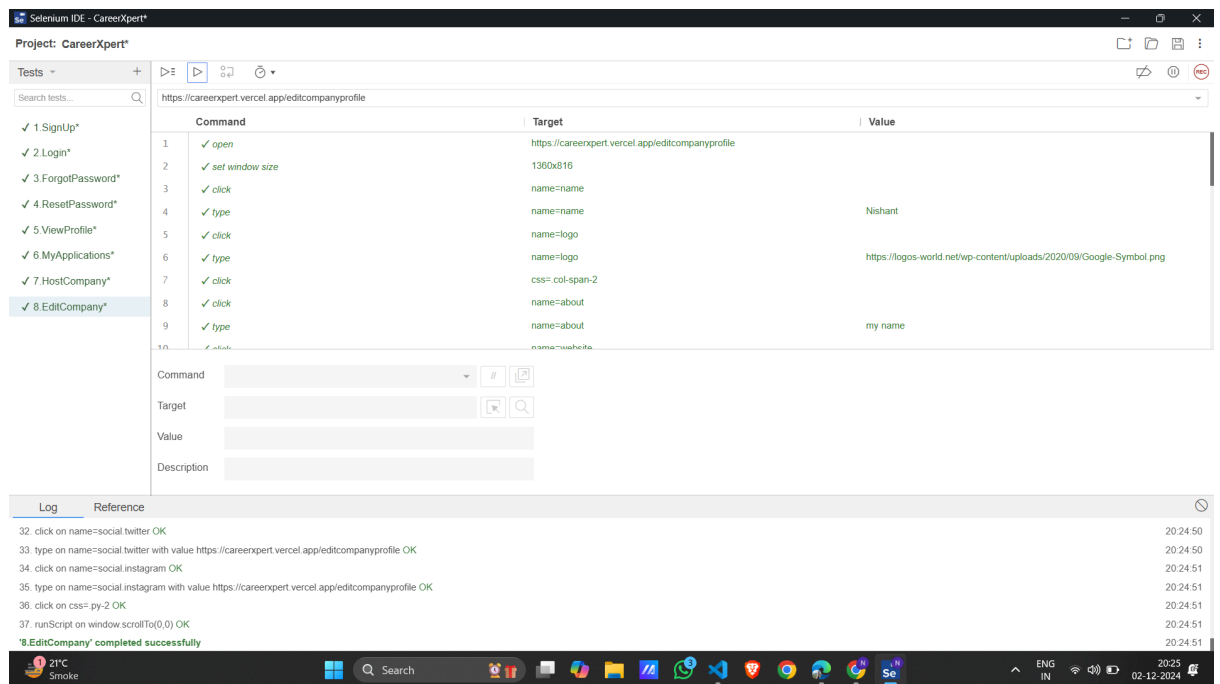 Selenium IDE - CareerXpert*
Project: CareerXpert*
Tests
Search tests...
https://careerxpert.vercel.app/editcompanyprofile
✓ 1.SignUp*
✓ 2.Login*
✓ 3.ForgotPassword*
✓ 4.ResetPassword*
✓ 5.ViewProfile*
✓ 6.MyApplications*
✓ 7.HostCompany*
✓ 8.EditCompany*
Command Target Value
1 ✓ open https://careerxpert.vercel.app/editcompanyprofile
2 ✓ set window size 1360x816
3 ✓ click name=name
4 ✓ type name=name Nishant
5 ✓ click name=logo
6 ✓ type name=logo https://logos-world.net/wp-content/uploads/2020/09/Google-Symbol.png
7 ✓ click css=.col-span-2
8 ✓ click name=about
9 ✓ type name=about my name
10 ✓ click name=website
Command //
Target
Value
Description
Log Reference
32. click on name=social.twitter OK 20:24:50
33. type on name=social.twitter with value https://careerxpert.vercel.app/editcompanyprofile OK 20:24:50
34. click on name=social.instagram OK 20:24:51
35. type on name=social.instagram with value https://careerxpert.vercel.app/editcompanyprofile OK 20:24:51
36. click on css=.py-2 OK 20:24:51
37. runScript on window.scrollTo(0,0) OK 20:24:51
'8.EditCompany' completed successfully 20:24:51
REC
1 21°C
Smoke
Search
3
N
Se N
ENG
IN
20:25
02-12-2024